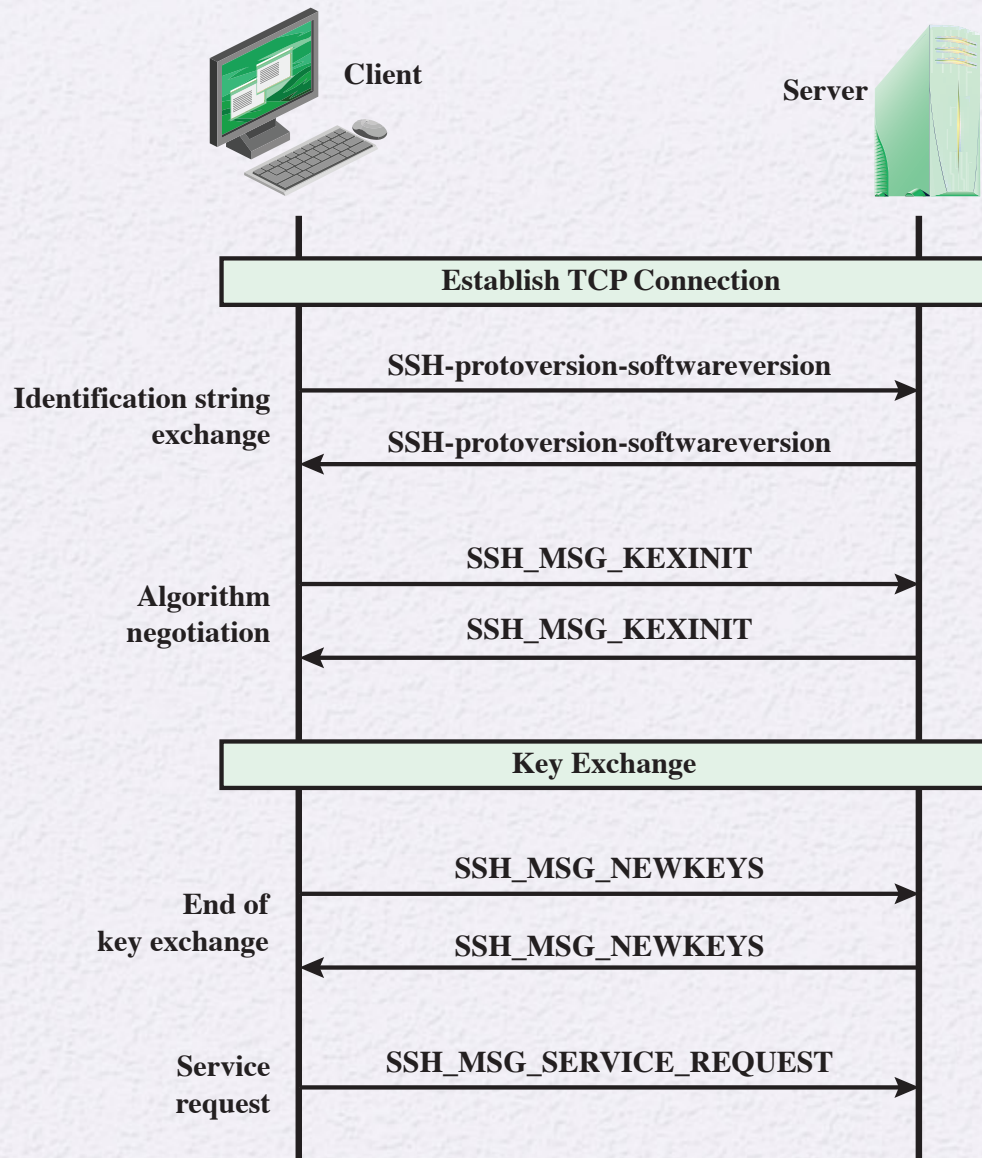 Client
Server
Establish TCP Connection
SSH-protoversion-softwareversion
Identification string
exchange
SSH-protoversion-softwareversion
SSH_MSG_KEXINIT
Algorithm
negotiation
SSH_MSG_KEXINIT
Key Exchange
SSH_MSG_NEWKEYS
End of
key exchange
SSH_MSG_NEWKEYS
SSH_MSG_SERVICE_REQUEST
Service
request